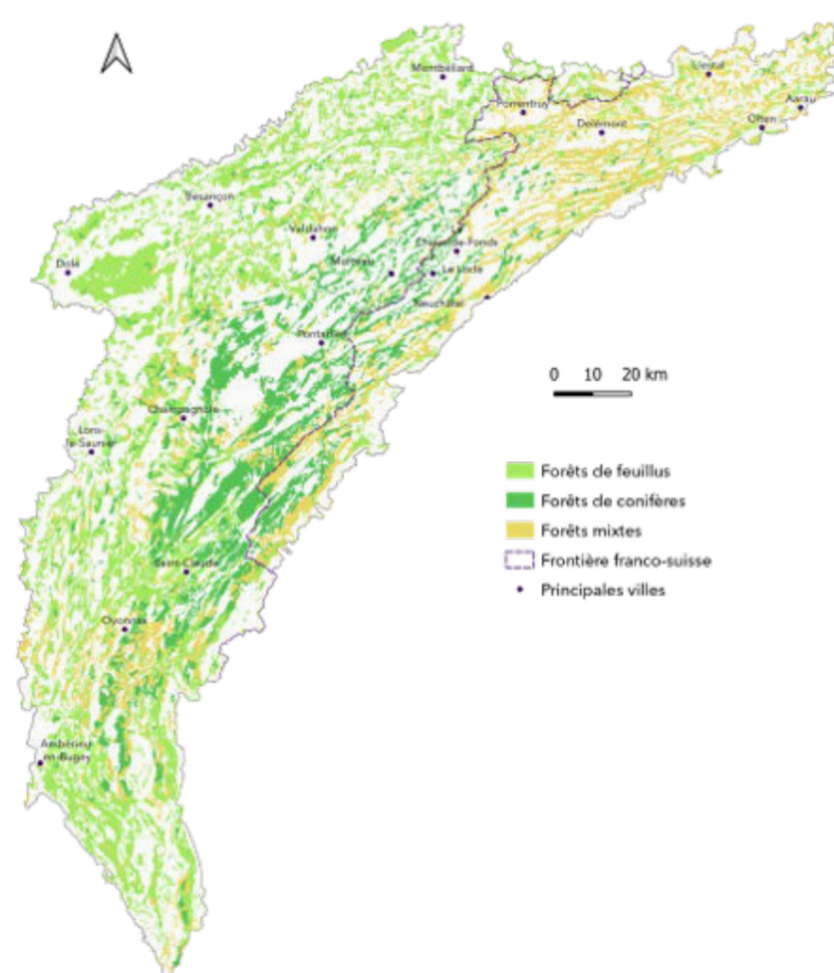 Montbéliard
Liestal
Porrentruy
Aarau
Olten
Delémont
Besançon
Valdahon
Chaux-de-Fonds
Dole
Morteau
Le Locle
Neuchâtel
Pontarlier
0 10 20 km
Champagnole
Lons-
le-Saunier
Forêts de feuillus
Forêts de conifères
Forêts mixtes
Frontière franco-suisse
Principales villes
Saint-Claude
Oyonnax
Ambérieu-
en-Bugey